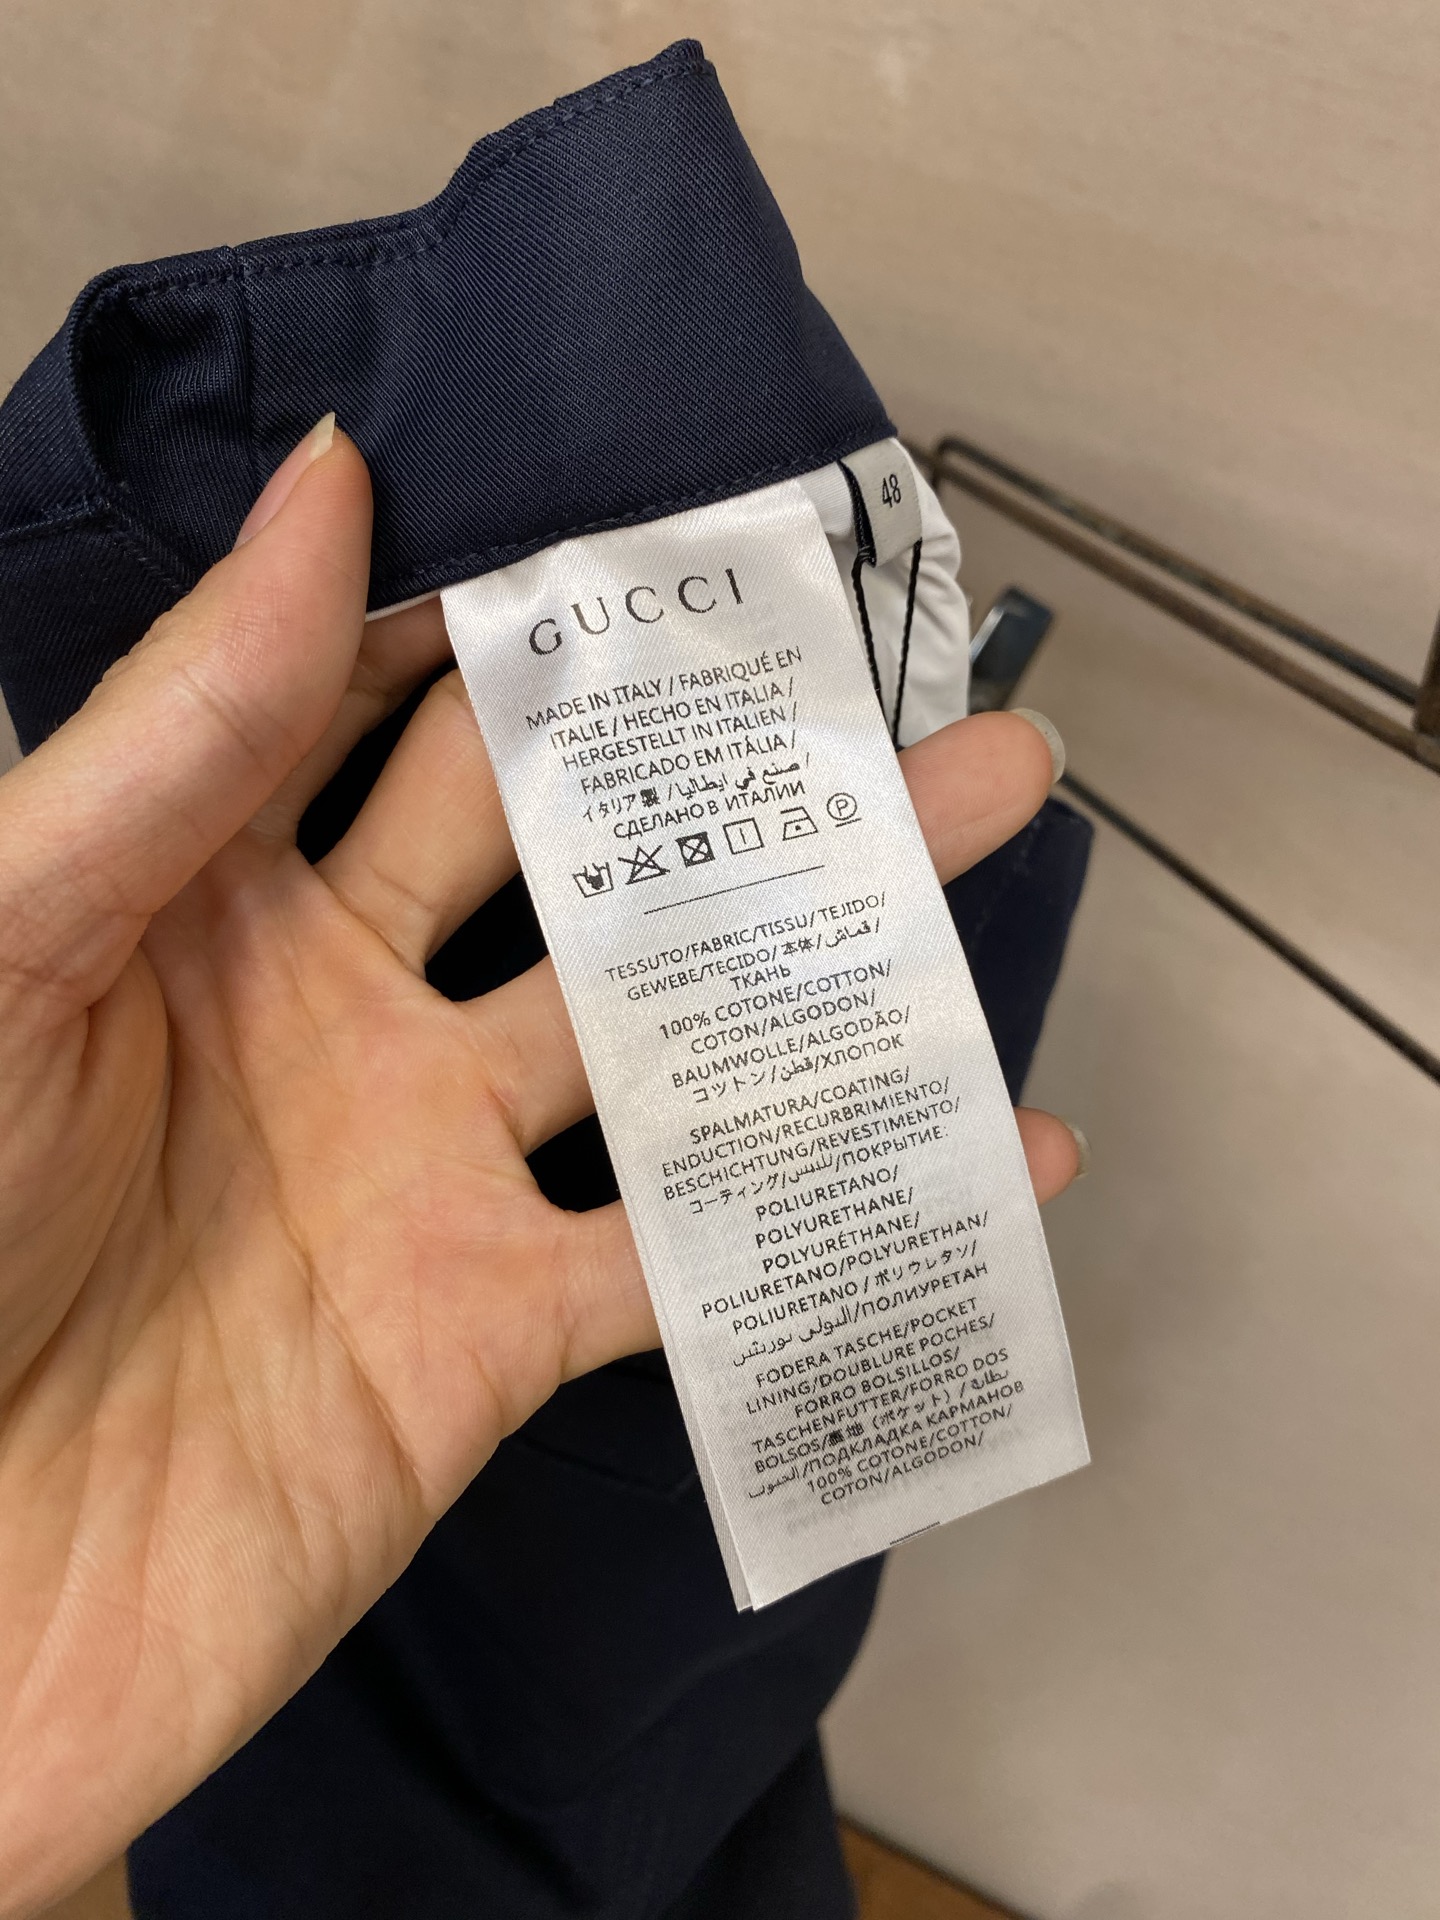 48
GUCCI
MADE IN ITALY / FABRIQUÉ EN
ITALIE / HECHO EN ITALIA /
HERGESTELLT IN ITALIEN /
FABRICADO EM ITÁLIA /
イタリア製 / صنع في ايطاليا /
СДЕЛАНО В ИТАЛИИ
P
TESSUTO/FABRIC/TISSU/TEJIDO/
GEWEBE/TECIDO/本体/قماش/
ТКАНЬ
100% COTONE/COTTON/
COTON/ALGODON/
BAUMWOLLE/ALGODÃO/
コットン/قطن/ХЛОПОК
SPALMATURA/COATING/
ENDUCTION/RECURBRIMIENTO/
BESCHICHTUNG/REVESTIMENTO/
コーティング/تلبيس/ПОКРЫТИЕ:
POLIURETANO/
POLYURETHANE/
POLYURÉTHANE/
POLIURETANO/POLYURETHAN/
POLIURETANO / ポリウレタン/
البولي يوريثين/ПОЛИУРЕТАН
FODERA TASCHE/POCKET
LINING/DOUBLURE POCHES/
FORRO BOLSILLOS/
TASCHENFUTTER/FORRO DOS
BOLSOS/裏地 (ポケット) / بطانة
الجيوب/ПОДКЛАДКА КАРМАНОВ
100% COTONE/COTTON/
COTON/ALGODON/